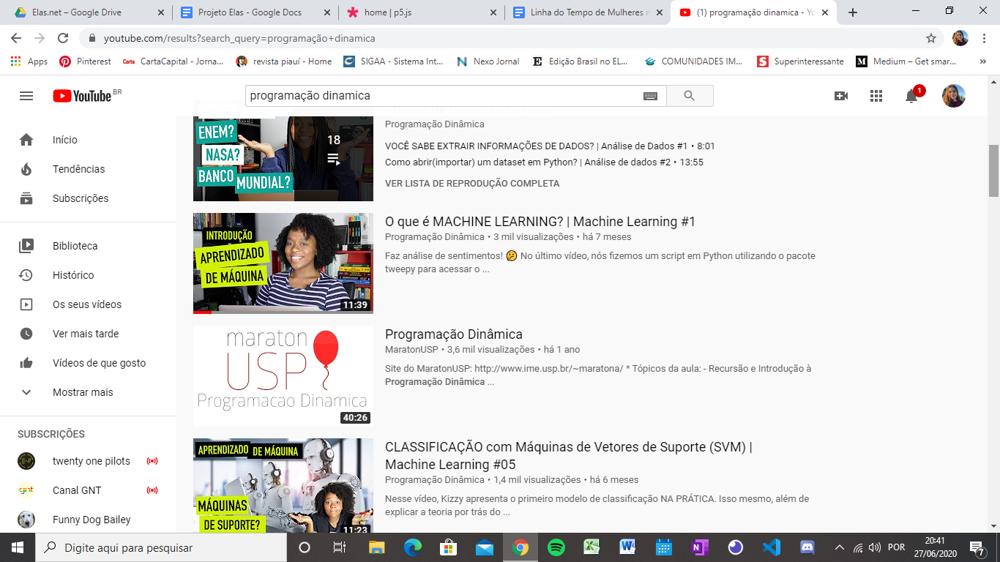 Elas.net – Google Drive
Projeto Elas - Google Docs
home | p5.js
Linha do Tempo de Mulheres n
(1) programação dinamica - Yo
youtube.com/results?search_query=programação+dinamica
Apps
Pinterest
Carta
CartaCapital - Jorna...
revista piauí - Home
SIGAA - Sistema Int...
Nexo Jornal
Edição Brasil no EL...
COMUNIDADES IM...
Superinteressante
Medium – Get smar...
YouTube BR
programação dinamica
1
Início
Tendências
Subscrições
Biblioteca
Histórico
Os seus vídeos
Ver mais tarde
Vídeos de que gosto
Mostrar mais
SUBSCRIÇÕES
twenty one pilots
gnt
Canal GNT
Funny Dog Bailey
ENEM?
NASA?
BANCO
MUNDIAL?
18
Programação Dinâmica
VOCÊ SABE EXTRAIR INFORMAÇÕES DE DADOS? | Análise de Dados #1 • 8:01
Como abrir(importar) um dataset em Python? | Análise de dados #2 • 13:55
VER LISTA DE REPRODUÇÃO COMPLETA
INTRODUÇÃO
APRENDIZADO
DE MÁQUINA
11:39
O que é MACHINE LEARNING? | Machine Learning #1
Programação Dinâmica • 3 mil visualizações • há 7 meses
Faz análise de sentimentos! 😕 No último vídeo, nós fizemos um script em Python utilizando o pacote
tweepy para acessar o ...
maraton
USP
Programacao Dinamica
40:26
Programação Dinâmica
MaratonUSP • 3,6 mil visualizações • há 1 ano
Site do MaratonUSP: http://www.ime.usp.br/~maratona/ * Tópicos da aula: - Recursão e Introdução à
Programação Dinâmica ...
APRENDIZADO DE MÁQUINA
MÁQUINAS
DE SUPORTE?
11:23
CLASSIFICAÇÃO com Máquinas de Vetores de Suporte (SVM) |
Machine Learning #05
Programação Dinâmica • 1,4 mil visualizações • há 6 meses
Nesse vídeo, Kizzy apresenta o primeiro modelo de classificação NA PRÁTICA. Isso mesmo, além de
explicar a teoria por trás do ...
Digite aqui para pesquisar
POR
20:41
27/06/2020
7